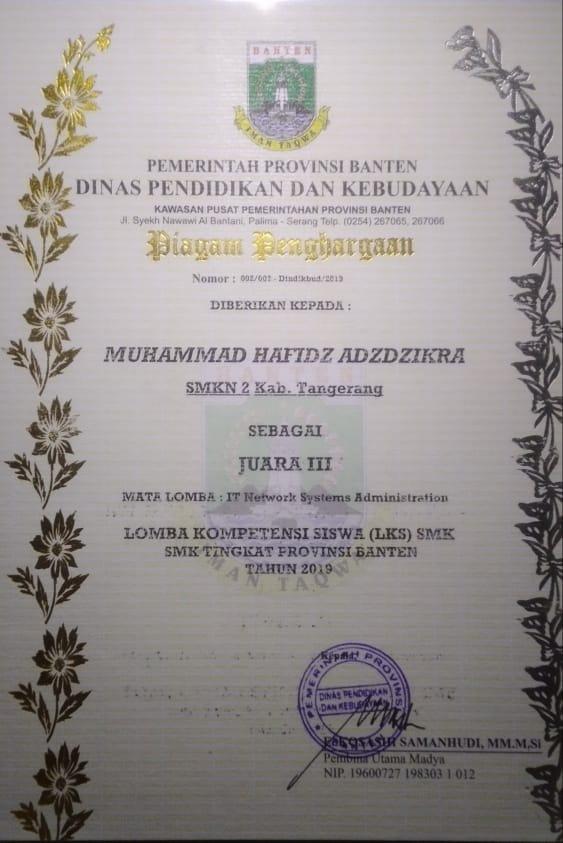 BANTEN
IMAN TAQWA
PEMERINTAH PROVINSI BANTEN
DINAS PENDIDIKAN DAN KEBUDAYAAN
KAWASAN PUSAT PEMERINTAHAN PROVINSI BANTEN
Jl. Syekh Nawawi Al Bantani, Palima - Serang Telp. (0254) 267065, 267066
Piagam Penghargaan
Nomor : 002/002 - Dindikbud/2019
DIBERIKAN KEPADA :
MUHAMMAD HAFIDZ ADZDZIKRA
SMKN 2 Kab. Tangerang
SEBAGAI
JUARA III
MATA LOMBA : IT Network Systems Administration
LOMBA KOMPETENSI SISWA (LKS) SMK
SMK TINGKAT PROVINSI BANTEN
TAHUN 2019
BANTEN
IMAN TAQWA
Kepala,
PEMERINTAH PROVINSI BANTEN
DINAS PENDIDIKAN
DAN KEBUDAYAAN
SAMANHUDI, MM.M,Si
Pembina Utama Madya
NIP. 19600727 198303 1 012